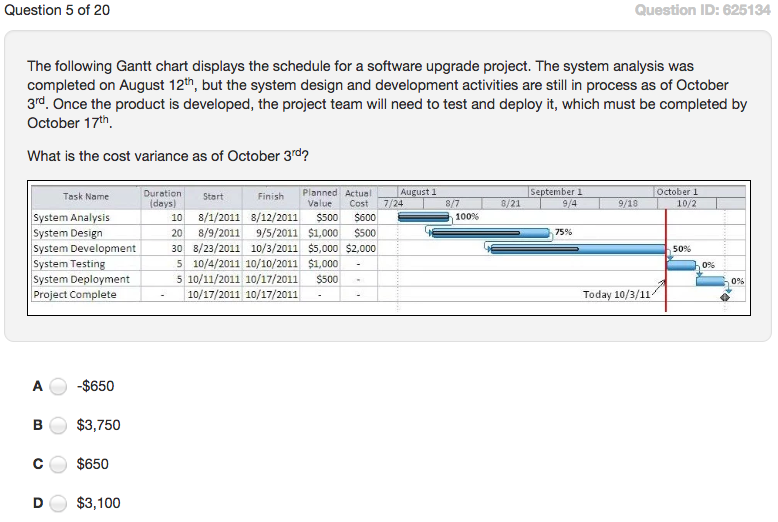 Question 5 of 20
Question ID: 625134
The following Gantt chart displays the schedule for a software upgrade project. The system analysis was
completed on August 12th, but the system design and development activities are still in process as of October
3rd. Once the product is developed, the project team will need to test and deploy it, which must be completed by
October 17th.
What is the cost variance as of October 3rd?
Task Name Duration (days) Start Finish Planned Value Actual Cost August 1 September 1 October 1
7/24 8/7 8/21 9/4 9/18 10/2
System Analysis 10 8/1/2011 8/12/2011 $500 $600 100%
System Design 20 8/9/2011 9/5/2011 $1,000 $500 75%
System Development 30 8/23/2011 10/3/2011 $5,000 $2,000 50%
System Testing 5 10/4/2011 10/10/2011 $1,000 - 0%
System Deployment 5 10/11/2011 10/17/2011 $500 - 0%
Project Complete - 10/17/2011 10/17/2011 - - Today 10/3/11
A -$650
B $3,750
C $650
D $3,100